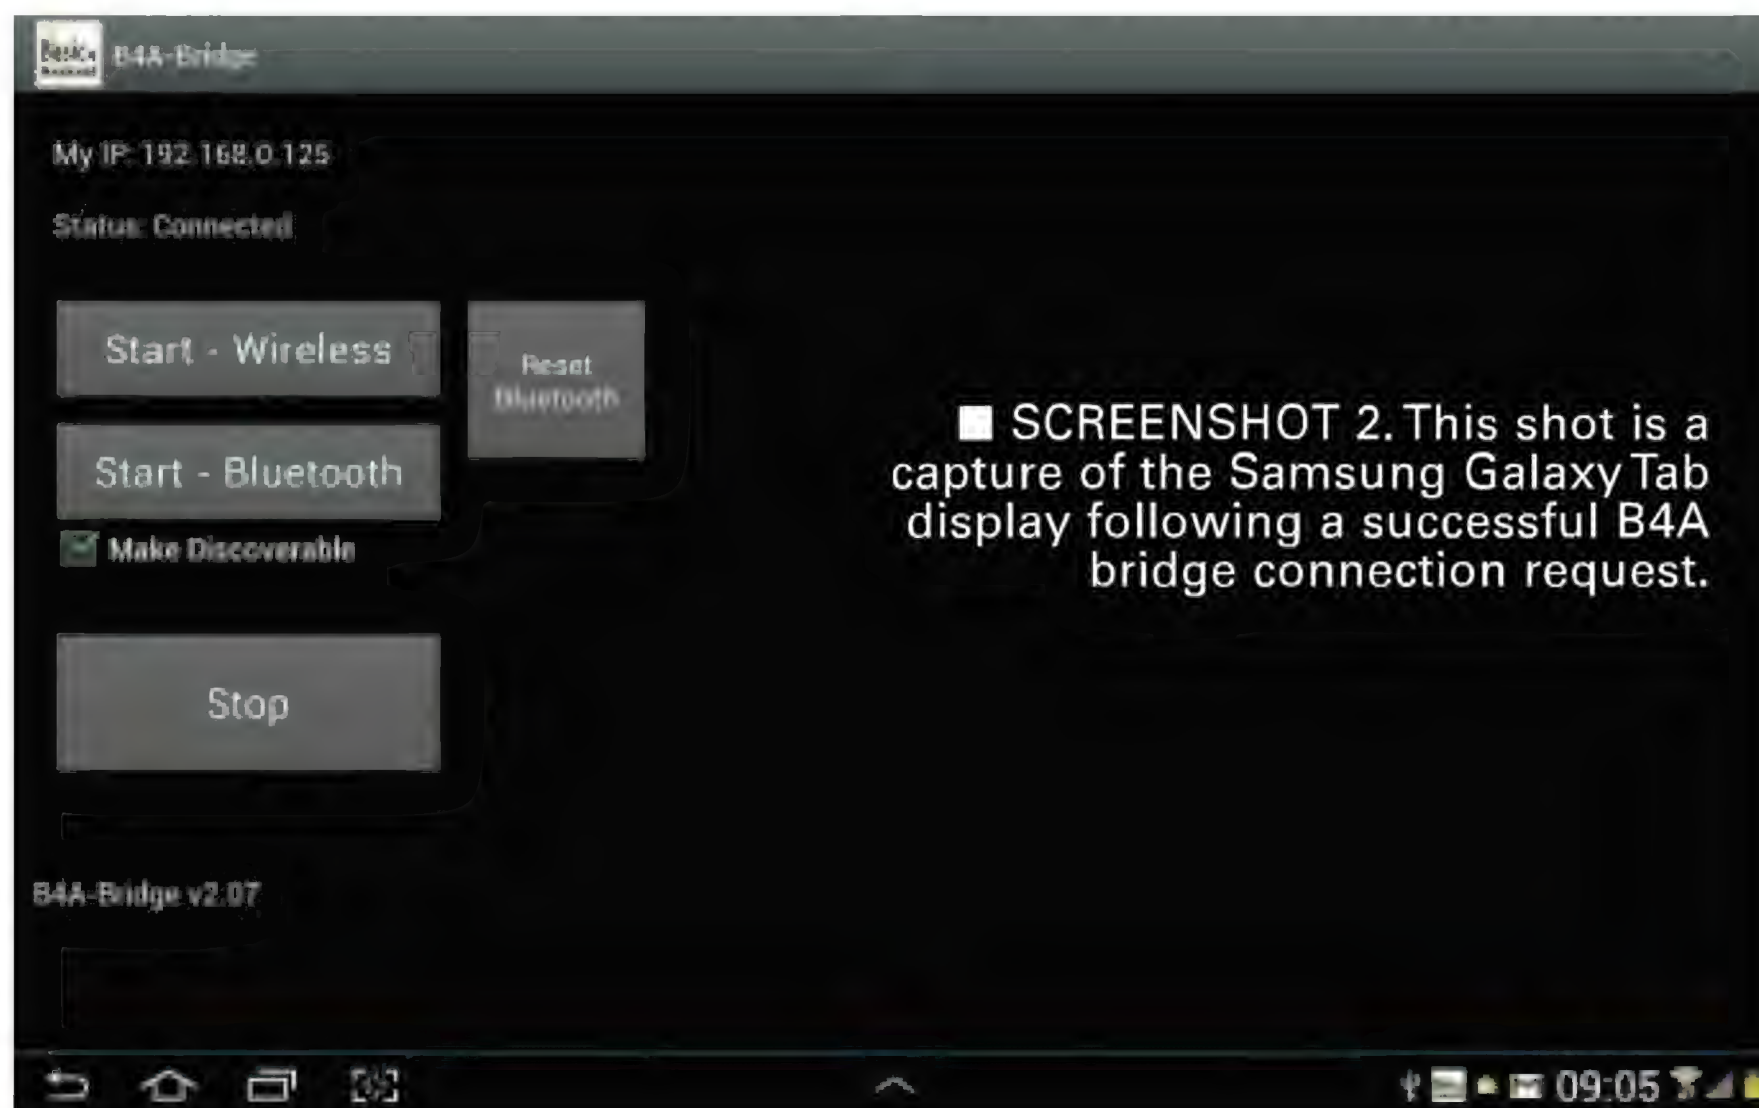 B4A-Bridge
My IP: 192.168.0.125
Status: Connected
Start - Wireless
Reset
Bluetooth
Start - Bluetooth
Make Discoverable
Stop
B4A-Bridge v2.07
■ SCREENSHOT 2. This shot is a
capture of the Samsung Galaxy Tab
display following a successful B4A
bridge connection request.
09:05